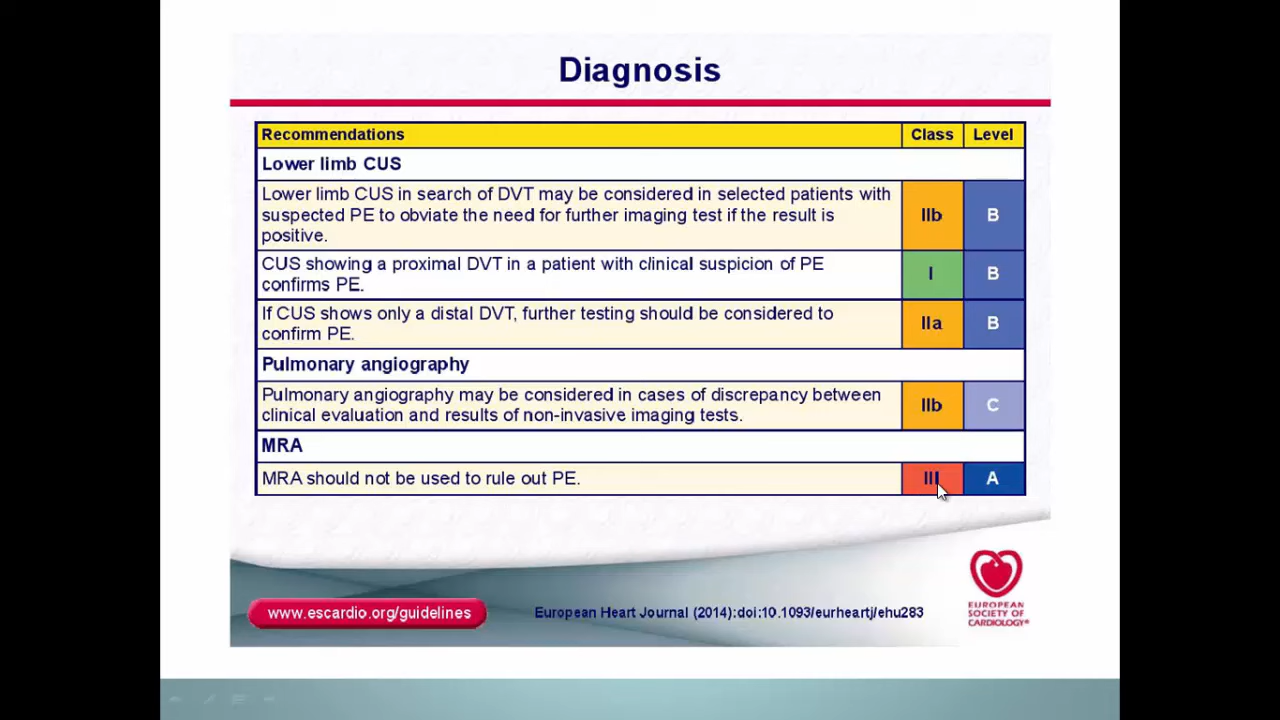 Diagnosis
Recommendations Class Level
Lower limb CUS
Lower limb CUS in search of DVT may be considered in selected patients with
suspected PE to obviate the need for further imaging test if the result is
positive.
IIb B
CUS showing a proximal DVT in a patient with clinical suspicion of PE
confirms PE.
I B
If CUS shows only a distal DVT, further testing should be considered to
confirm PE.
IIa B
Pulmonary angiography
Pulmonary angiography may be considered in cases of discrepancy between
clinical evaluation and results of non-invasive imaging tests.
IIb C
MRA
MRA should not be used to rule out PE. III A
www.escardio.org/guidelines
European Heart Journal (2014):doi:10.1093/eurheartj/ehu283
EUROPEAN
SOCIETY OF
CARDIOLOGY®